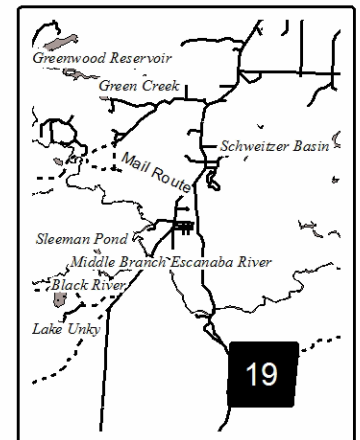 Greenwood Reservoir
Green Creek
Schweitzer Basin
Mail Route
Sleeman Pond
Middle Branch Escanaba River
Black River
Lake Unky
19